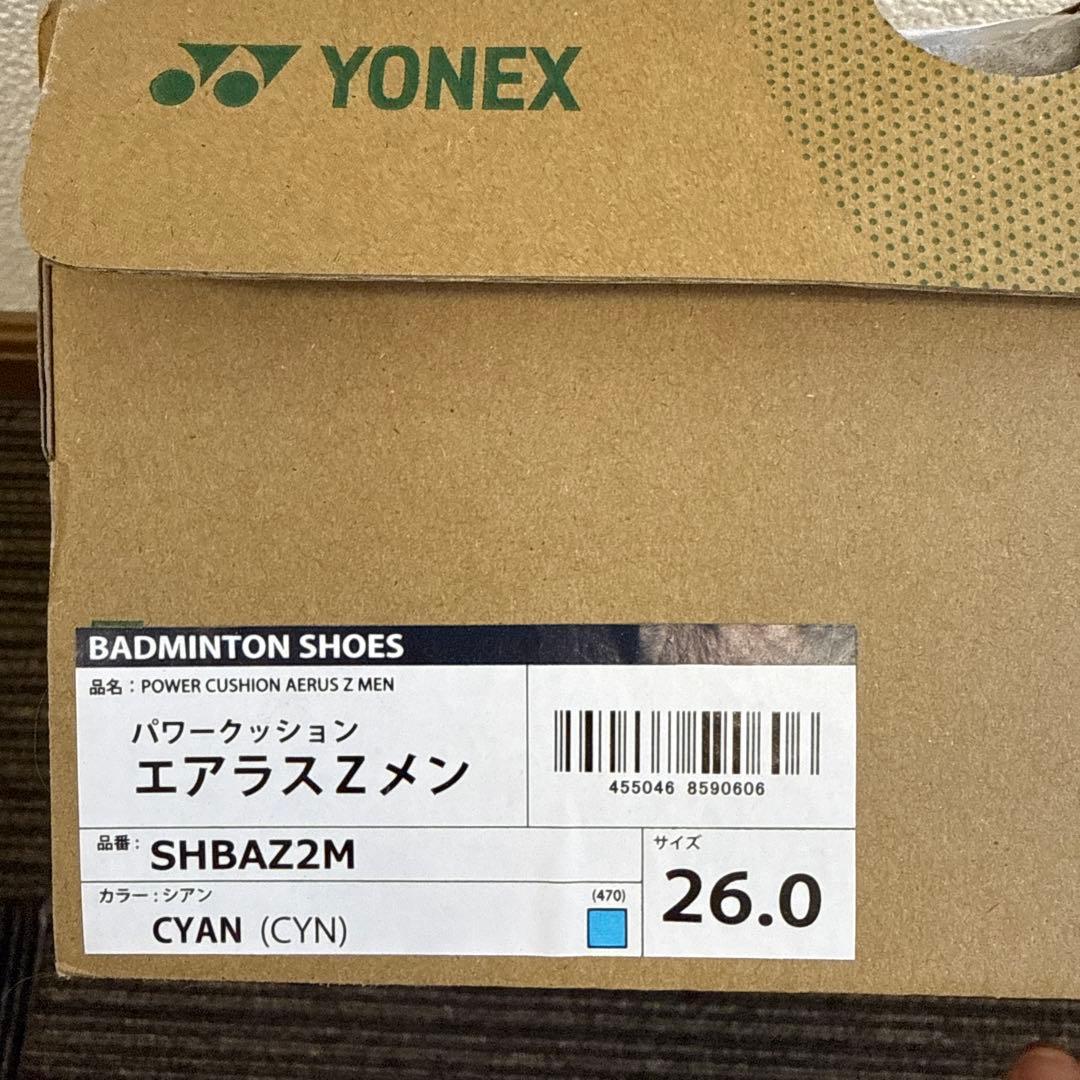 YONEX
BADMINTON SHOES
品名：POWER CUSHION AERUS Z MEN
パワークッション
エアラスZメン
455046 8590606
品番：SHBAZ2M
カラー：シアン
(470)
CYAN (CYN)
サイズ
26.0